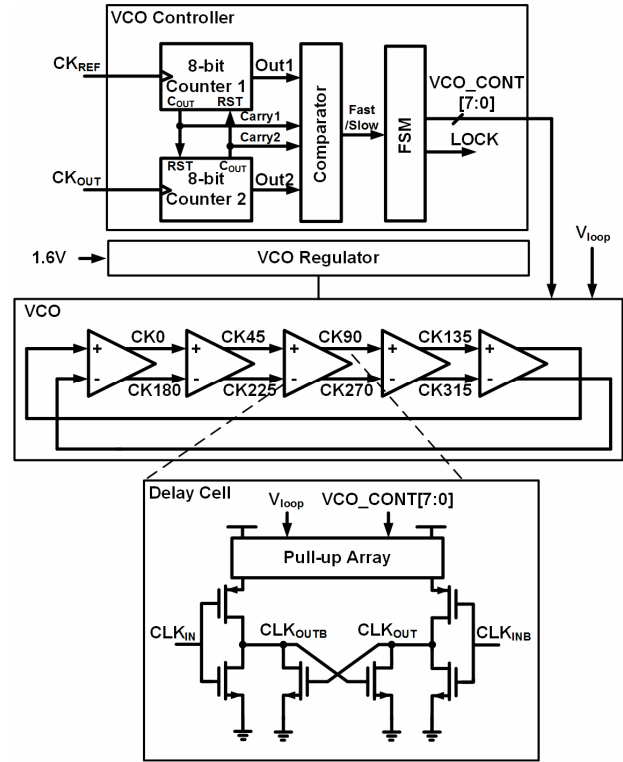 VCO Controller
CKREF
8-bit
Counter 1
COUT RST
Out1
Carry1
Carry2
RST COUT
8-bit
Counter 2
CKOUT
Out2
Comparator
Fast
/Slow
FSM
VCO_CONT
[7:0]
LOCK
1.6V
VCO Regulator
Vloop
VCO
CK0 CK45 CK90 CK135
+ + + + +
- - - - -
CK180 CK225 CK270 CK315
Delay Cell
Vloop VCO_CONT[7:0]
Pull-up Array
CLKIN CLKOUTB CLKOUT CLKINB